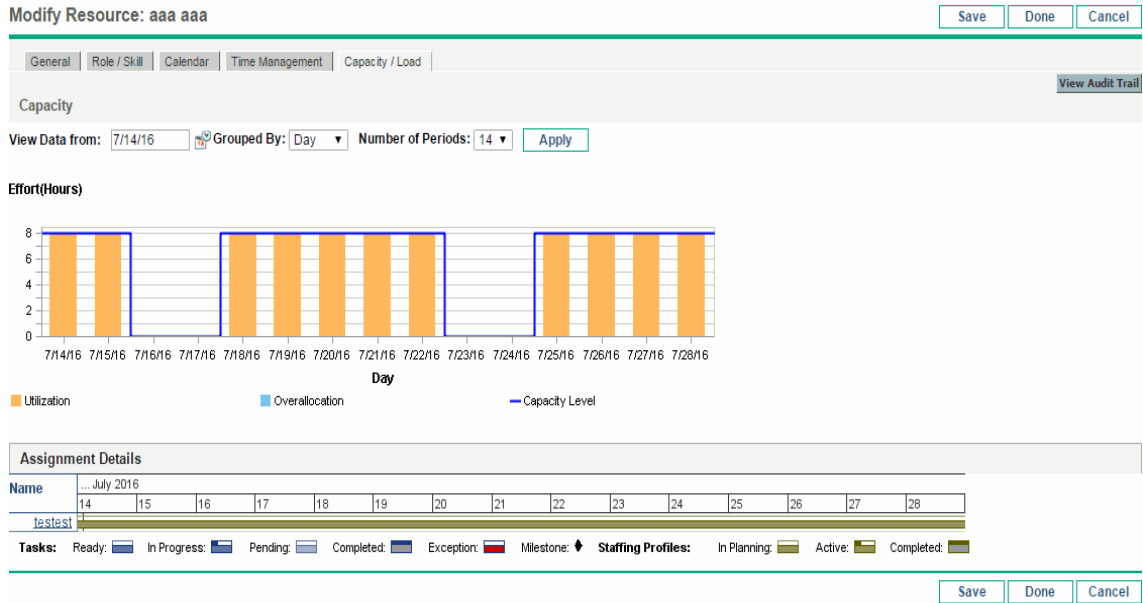 Modify Resource: aaa aaa
Save Done Cancel
General Role / Skill Calendar Time Management Capacity / Load
View Audit Trail
Capacity
View Data from: 7/14/16 Grouped By: Day Number of Periods: 14 Apply
Effort(Hours)
8
6
4
2
0
7/14/16 7/15/16 7/16/16 7/17/16 7/18/16 7/19/16 7/20/16 7/21/16 7/22/16 7/23/16 7/24/16 7/25/16 7/26/16 7/27/16 7/28/16
Day
Utilization Overallocation Capacity Level
Assignment Details
Name ... July 2016
14 15 16 17 18 19 20 21 22 23 24 25 26 27 28
testest
Tasks: Ready: In Progress: Pending: Completed: Exception: Milestone: Staffing Profiles: In Planning: Active: Completed:
Save Done Cancel